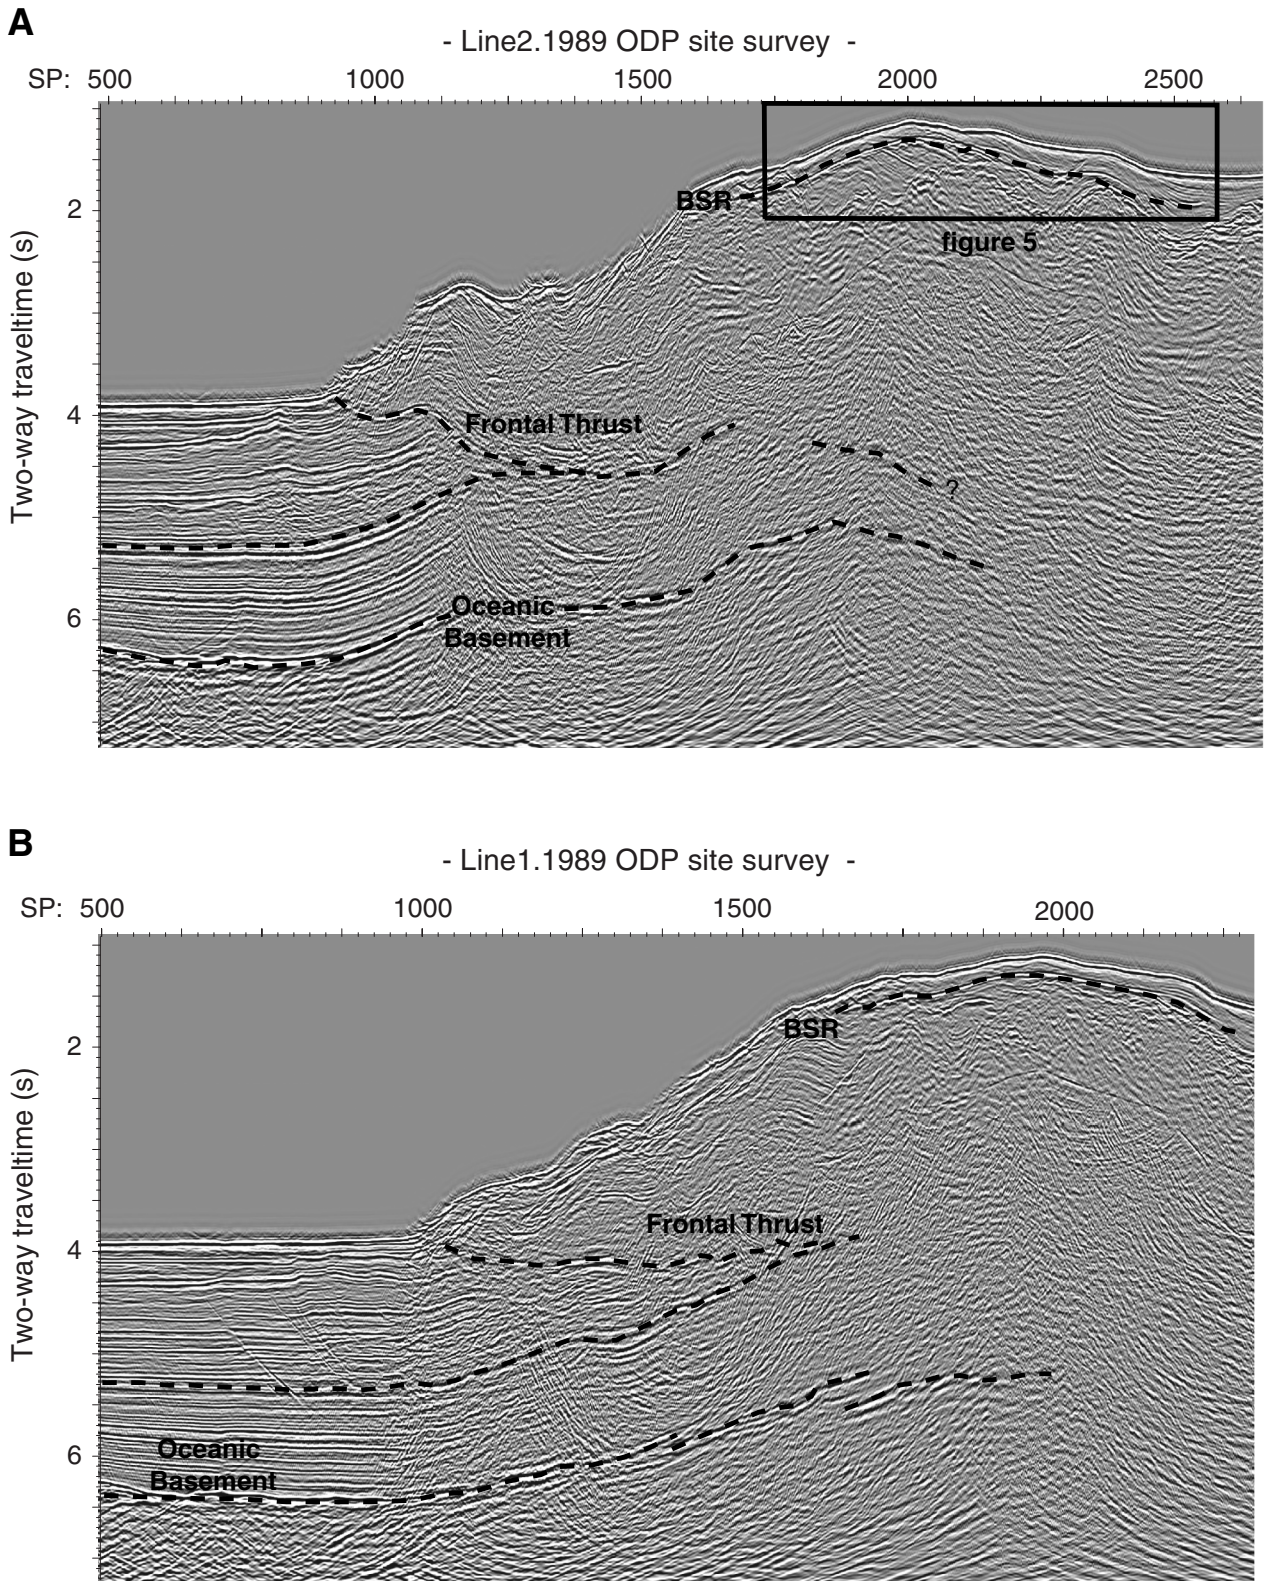 A
- Line2.1989 ODP site survey -
SP: 500 1000 1500 2000 2500
BSR
2
figure 5
Two-way traveltime (s)
4
Frontal Thrust
?
6
Oceanic
Basement
B
- Line1.1989 ODP site survey -
SP: 500 1000 1500 2000
BSR
2
Two-way traveltime (s)
Frontal Thrust
4
Oceanic
6
Basement